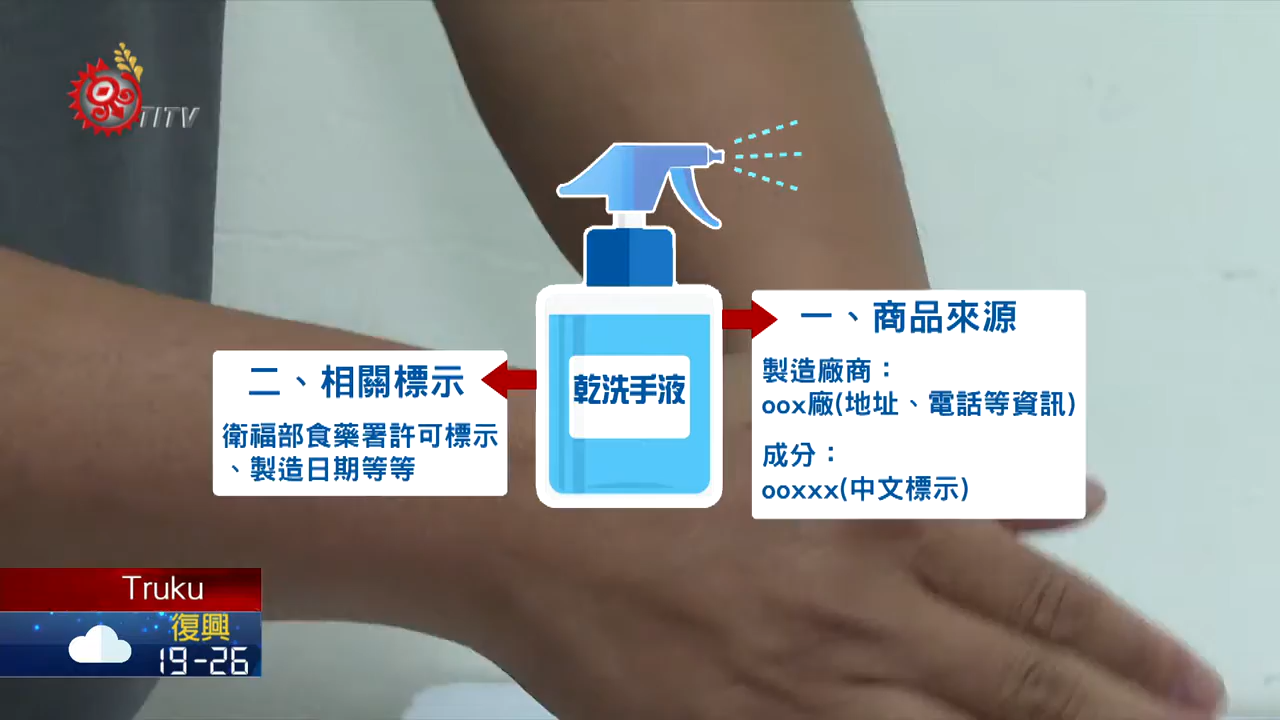 TITV
一、商品來源
製造廠商：
oox廠(地址、電話等資訊)
成分：
ooxxx(中文標示)
二、相關標示
衛福部食藥署許可標示
、製造日期等等
乾洗手液
Truku
復興
19-26